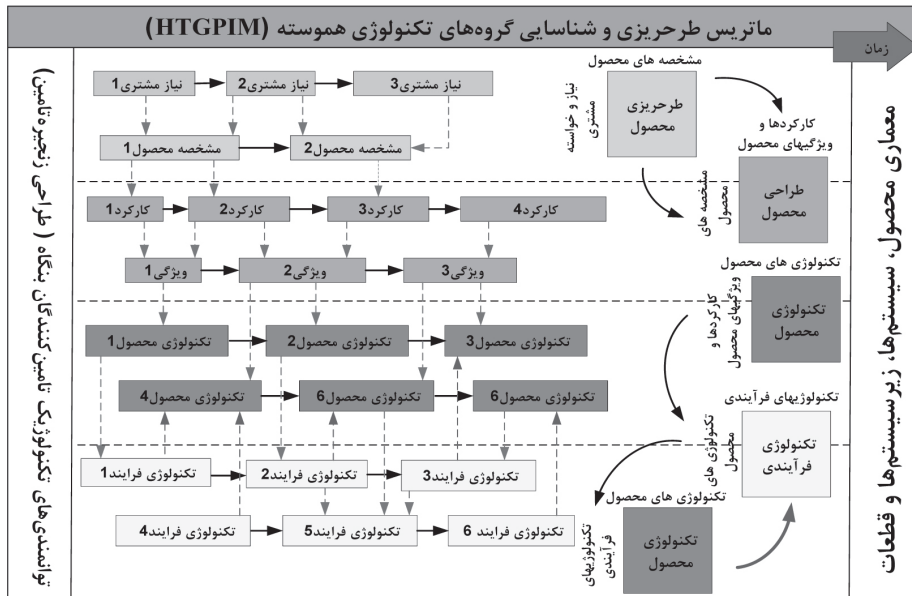 ماتریس طرحریزی و شناسایی گروه‌های تکنولوژی هموسته (HTGPIM)
زمان
معماری محصول، سیستم‌ها، زیرسیستم‌ها و قطعات
مشخصه های محصول
نیاز و خواسته
مشتری
طرحریزی
محصول
کارکردها و
ویژگیهای محصول
مشخصه های
محصول
طراحی
محصول
تکنولوژی های محصول
کارکردها و
ویژگیهای محصول
تکنولوژی
محصول
تکنولوژیهای فرآیندی
تکنولوژی های
محصول
تکنولوژی
فرآیندی
تکنولوژی های محصول
تکنولوژیهای
فرآیندی
تکنولوژی
محصول
نیاز مشتری1
نیاز مشتری2
نیاز مشتری3
مشخصه محصول1
مشخصه محصول2
کارکرد1
کارکرد2
کارکرد3
کارکرد4
ویژگی1
ویژگی2
ویژگی3
تکنولوژی محصول1
تکنولوژی محصول2
تکنولوژی محصول3
تکنولوژی محصول4
تکنولوژی محصول6
تکنولوژی محصول6
تکنولوژی فرایند1
تکنولوژی فرایند2
تکنولوژی فرایند3
تکنولوژی فرایند4
تکنولوژی فرایند5
تکنولوژی فرایند 6
توانمندی‌های تکنولوژیک تامین‌کنندگان بنگاه ( طراحی زنجیره تامین)